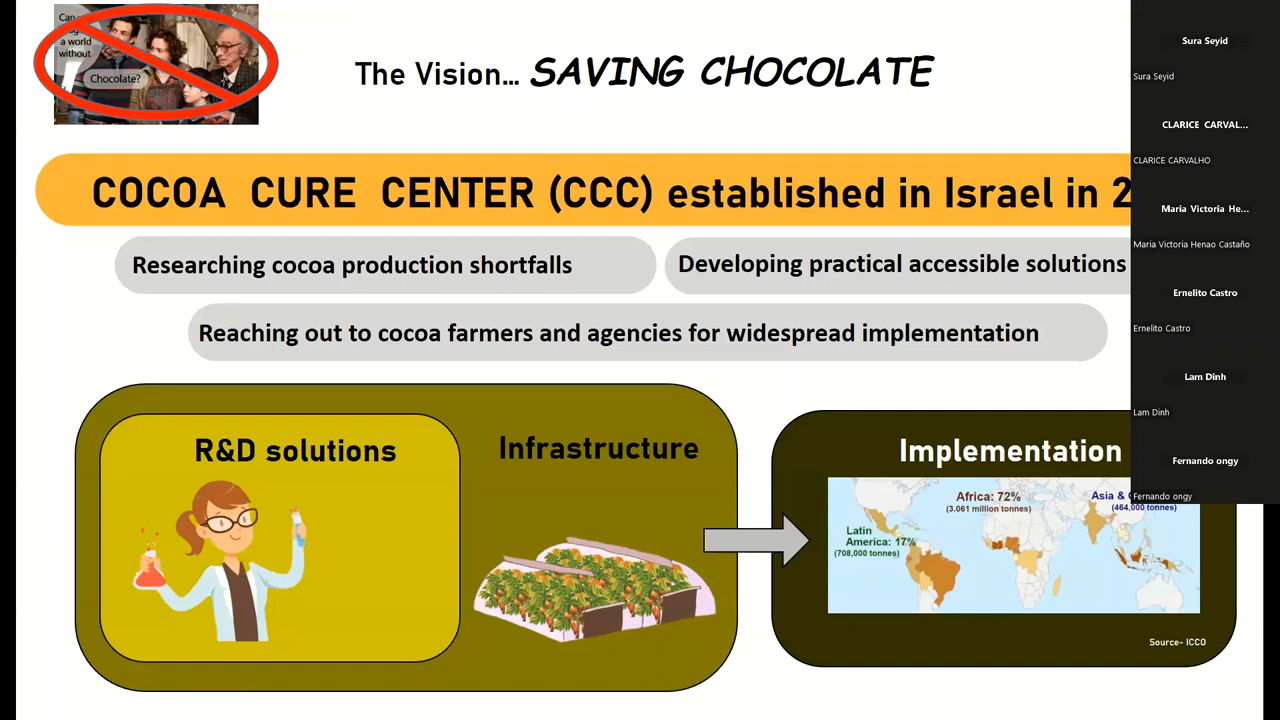 Can
a world
without
Chocolate?
The Vision... SAVING CHOCOLATE
COCOA CURE CENTER (CCC) established in Israel in 2
Researching cocoa production shortfalls
Developing practical accessible solutions
Reaching out to cocoa farmers and agencies for widespread implementation
R&D solutions
Infrastructure
Implementation
Africa: 72%
(3.061 million tonnes)
Asia &
(464,000 tonnes)
Latin
America: 17%
(708,000 tonnes)
Source- ICCO
Sura Seyid
Sura Seyid
CLARICE CARVAL...
CLARICE CARVALHO
Maria Victoria He...
Maria Victoria Henao Castaño
Ernelito Castro
Ernelito Castro
Lam Dinh
Lam Dinh
Fernando ongy
Fernando ongy